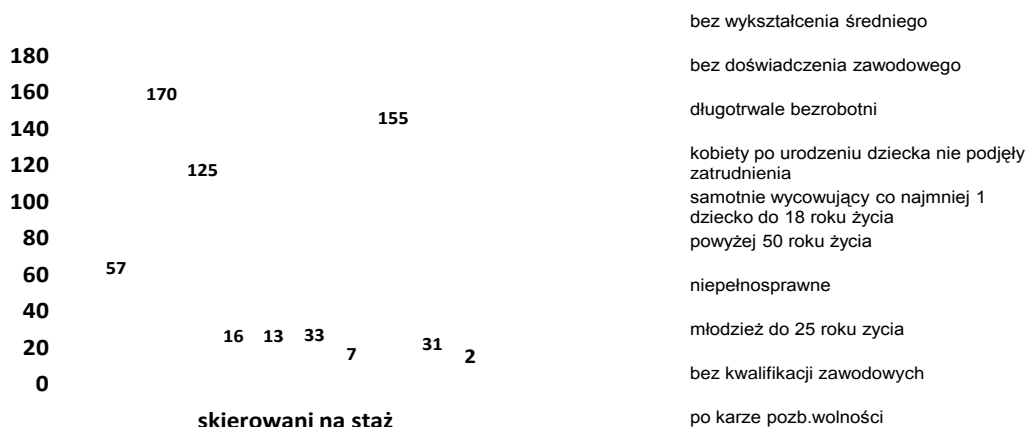 180
160
140
120
100
80
60
40
20
0
57
170
125
16
13
33
7
155
31
2
skierowani na staż
bez wykształcenia średniego
bez doświadczenia zawodowego
długotrwale bezrobotni
kobiety po urodzeniu dziecka nie podjęły
zatrudnienia
samotnie wycowujący co najmniej 1
dziecko do 18 roku życia
powyżej 50 roku życia
niepełnosprawne
młodzież do 25 roku zycia
bez kwalifikacji zawodowych
po karze pozb.wolności